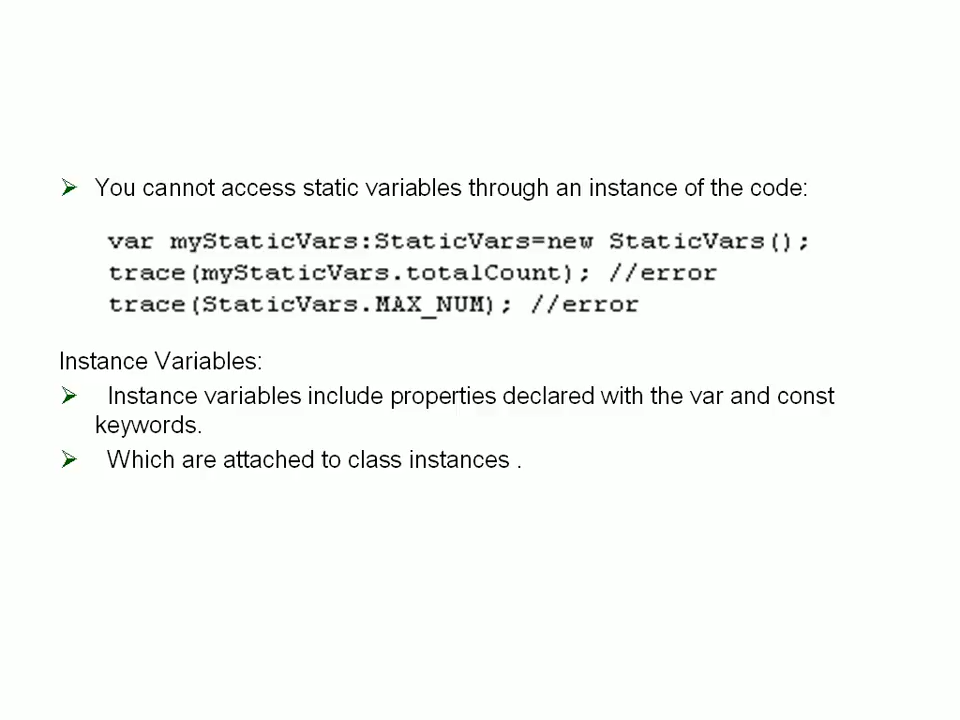 You cannot access static variables through an instance of the code:
var myStaticVars:StaticVars=new StaticVars();
trace(myStaticVars.totalCount); //error
trace(StaticVars.MAX_NUM); //error
Instance Variables:
Instance variables include properties declared with the var and const
keywords.
Which are attached to class instances .